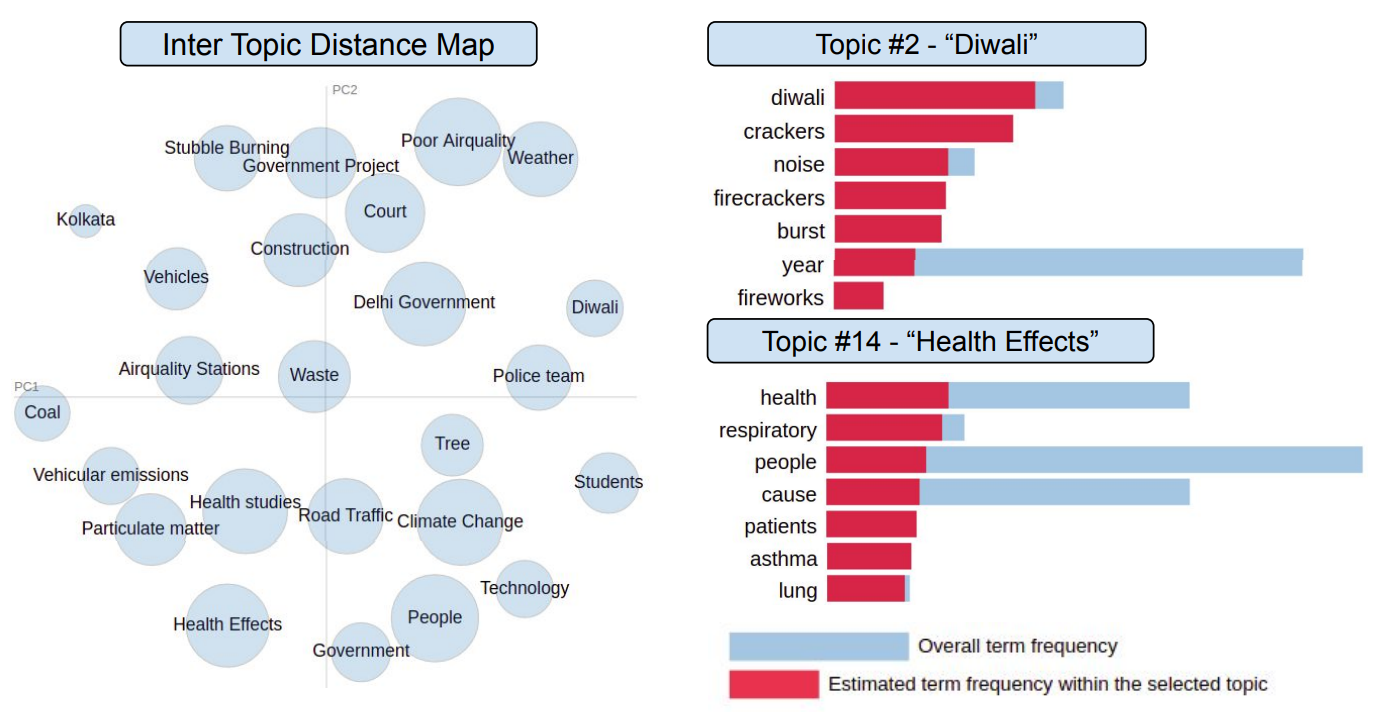 Inter Topic Distance Map
PC2
Stubble Burning
Government Project
Poor Airquality
Weather
Kolkata
Court
Construction
Vehicles
Delhi Government
Diwali
Airquality Stations
Waste
Police team
PC1
Coal
Tree
Vehicular emissions
Students
Health studies
Particulate matter
Road Traffic
Climate Change
Technology
Health Effects
People
Government
Topic #2 - “Diwali”
diwali
crackers
noise
firecrackers
burst
year
fireworks
Topic #14 - “Health Effects”
health
respiratory
people
cause
patients
asthma
lung
Overall term frequency
Estimated term frequency within the selected topic